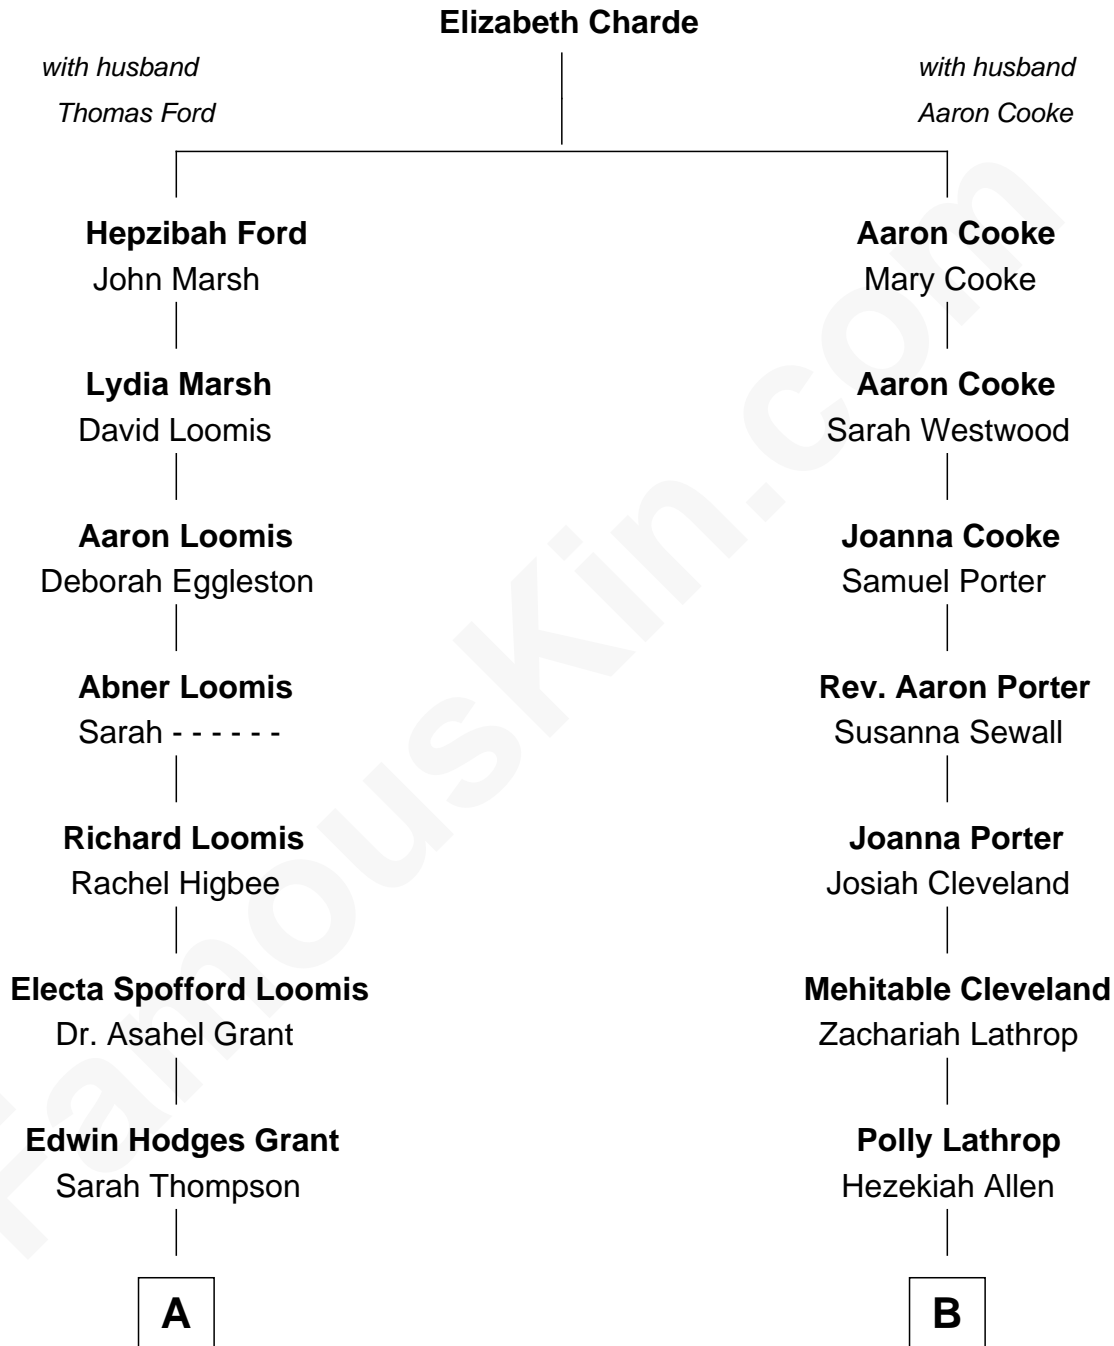 Elizabeth Charde
with husband
Thomas Ford
with husband
Aaron Cooke
Hepzibah Ford
John Marsh
Aaron Cooke
Mary Cooke
Lydia Marsh
David Loomis
Aaron Cooke
Sarah Westwood
Aaron Loomis
Deborah Eggleston
Joanna Cooke
Samuel Porter
Abner Loomis
Sarah - - - - - -
Rev. Aaron Porter
Susanna Sewall
Richard Loomis
Rachel Higbee
Joanna Porter
Josiah Cleveland
Electa Spofford Loomis
Dr. Asahel Grant
Mehitable Cleveland
Zachariah Lathrop
Edwin Hodges Grant
Sarah Thompson
Polly Lathrop
Hezekiah Allen
A
B
FamousKin.com